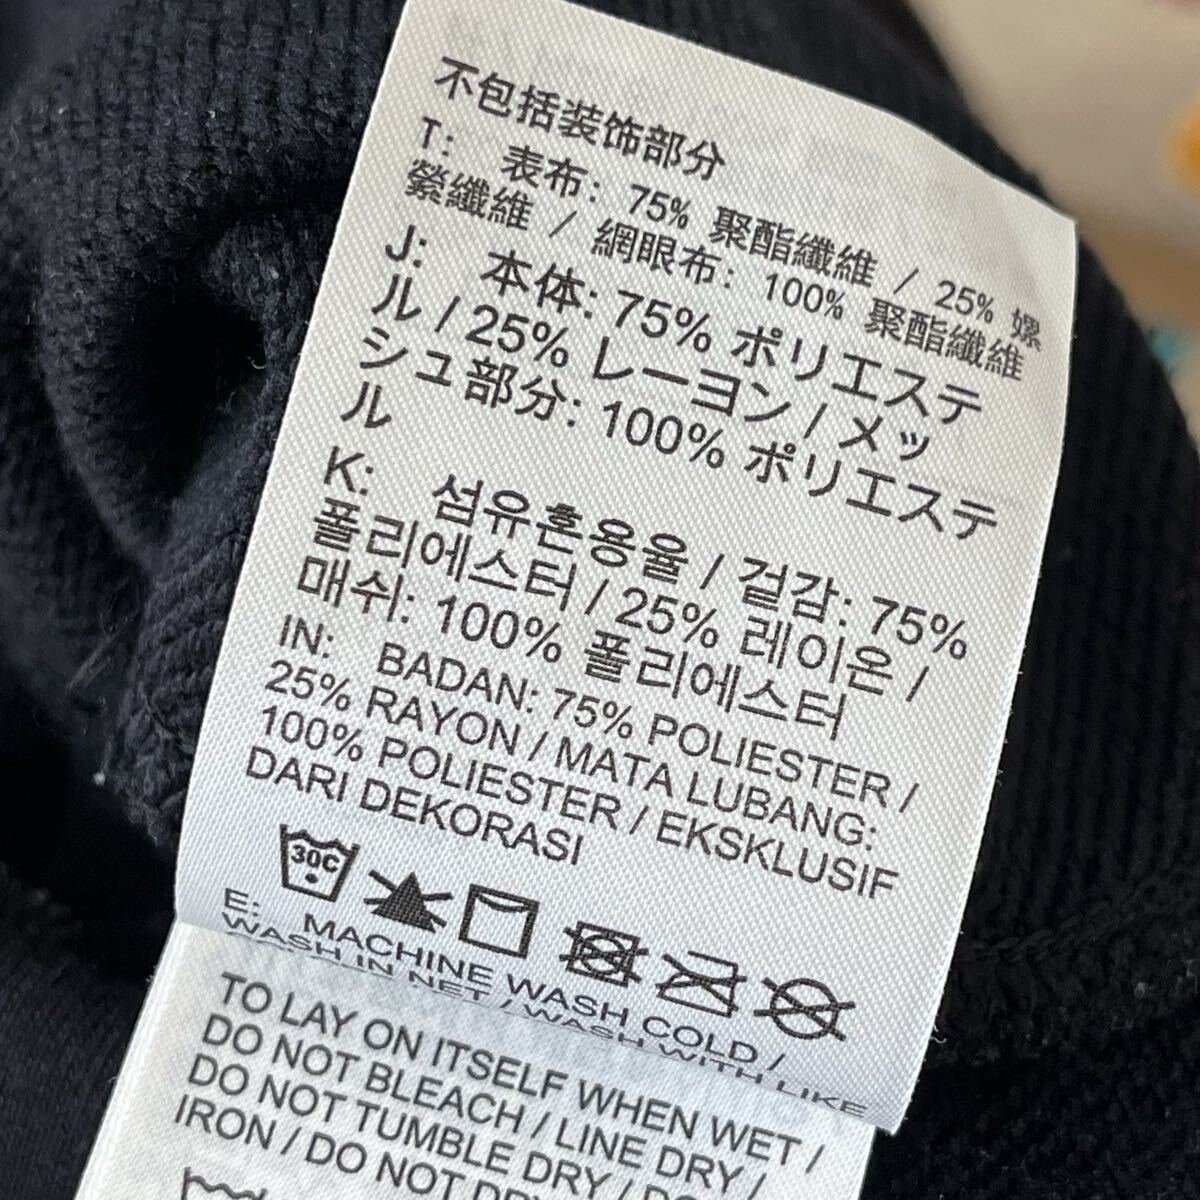 不包括装饰部分
T: 表布: 75% 聚酯纖維 / 25% 嫘
縈纖維 / 網眼布: 100% 聚酯纖維
J: 本体: 75% ポリエステ
ル / 25% レーヨン / メッ
シュ部分: 100% ポリエステ
ル
K: 섬유혼용율 / 겉감: 75%
폴리에스터 / 25% 레이온 /
매쉬: 100% 폴리에스터
IN: BADAN: 75% POLIESTER /
25% RAYON / MATA LUBANG:
100% POLIESTER / EKSKLUSIF
DARI DEKORASI
30C
E: MACHINE WASH COLD /
WASH IN NET / WASH WITH LIKE
TO LAY ON ITSELF WHEN WET /
DO NOT BLEACH / LINE DRY /
DO NOT TUMBLE DRY / DO
IRON / DO NOT DRY